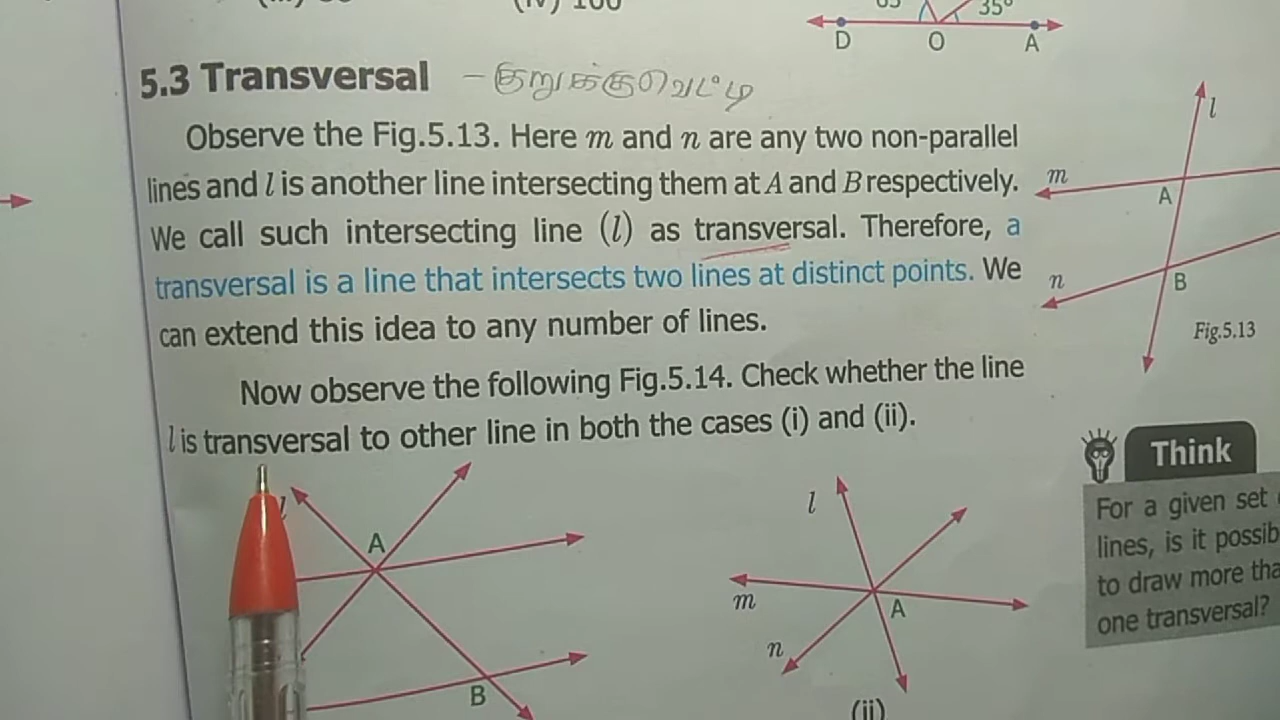 (iv) 100
35°
D O A
5.3 Transversal – குறுக்குவெட்டி
Observe the Fig.5.13. Here m and n are any two non-parallel
lines and l is another line intersecting them at A and B respectively.
We call such intersecting line (l) as transversal. Therefore, a
transversal is a line that intersects two lines at distinct points. We
can extend this idea to any number of lines.
l
m
A
n
B
Fig.5.13
Now observe the following Fig.5.14. Check whether the line
l is transversal to other line in both the cases (i) and (ii).
l
A
B
l
m
A
n
(ii)
Think
For a given set
lines, is it
to draw more
one transversal?